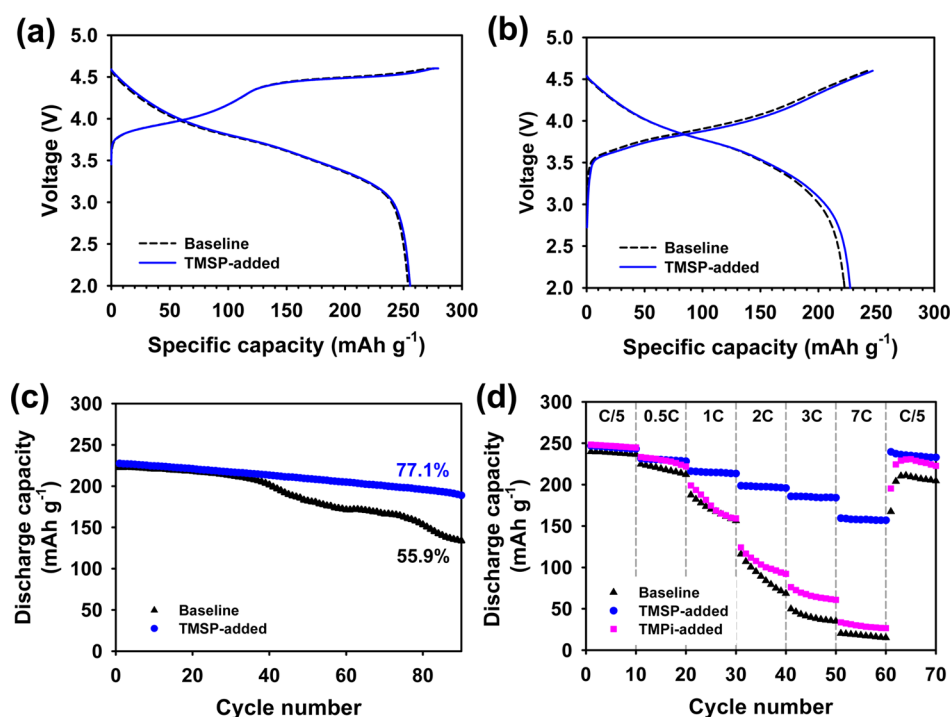 (a)
5.0
4.5
4.0
3.5
3.0
2.5
2.0
Voltage (V)
Baseline
TMSP-added
0 50 100 150 200 250 300
Specific capacity (mAh g-1)
(b)
5.0
4.5
4.0
3.5
3.0
2.5
2.0
Voltage (V)
Baseline
TMSP-added
0 50 100 150 200 250 300
Specific capacity (mAh g-1)
(c)
300
250
200
150
100
50
0
Discharge capacity
(mAh g-1)
77.1%
55.9%
Baseline
TMSP-added
0 20 40 60 80
Cycle number
(d)
300
250
200
150
100
50
0
Discharge capacity
(mAh g-1)
C/5 0.5C 1C 2C 3C 7C C/5
Baseline
TMSP-added
TMPi-added
0 10 20 30 40 50 60 70
Cycle number